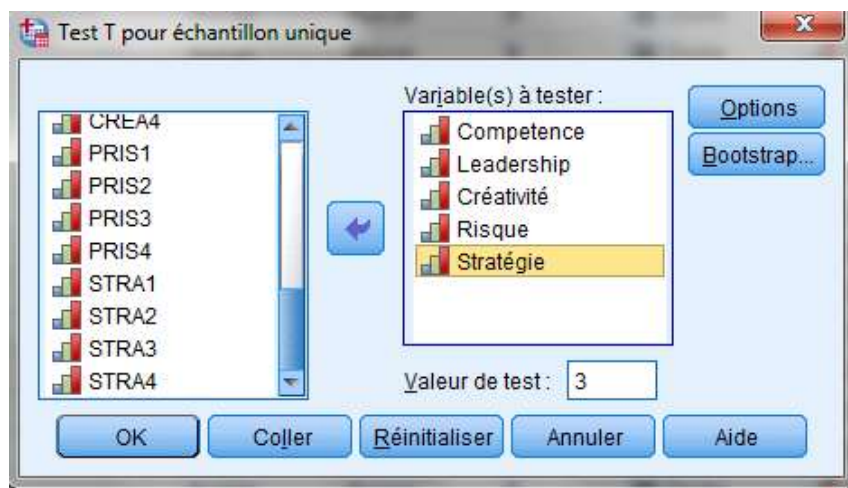 Test T pour échantillon unique
CREA4
PRIS1
PRIS2
PRIS3
PRIS4
STRA1
STRA2
STRA3
STRA4
Variable(s) à tester :
Competence
Leadership
Créativité
Risque
Stratégie
Valeur de test : 3
Options
Bootstrap...
OK
Coller
Réinitialiser
Annuler
Aide